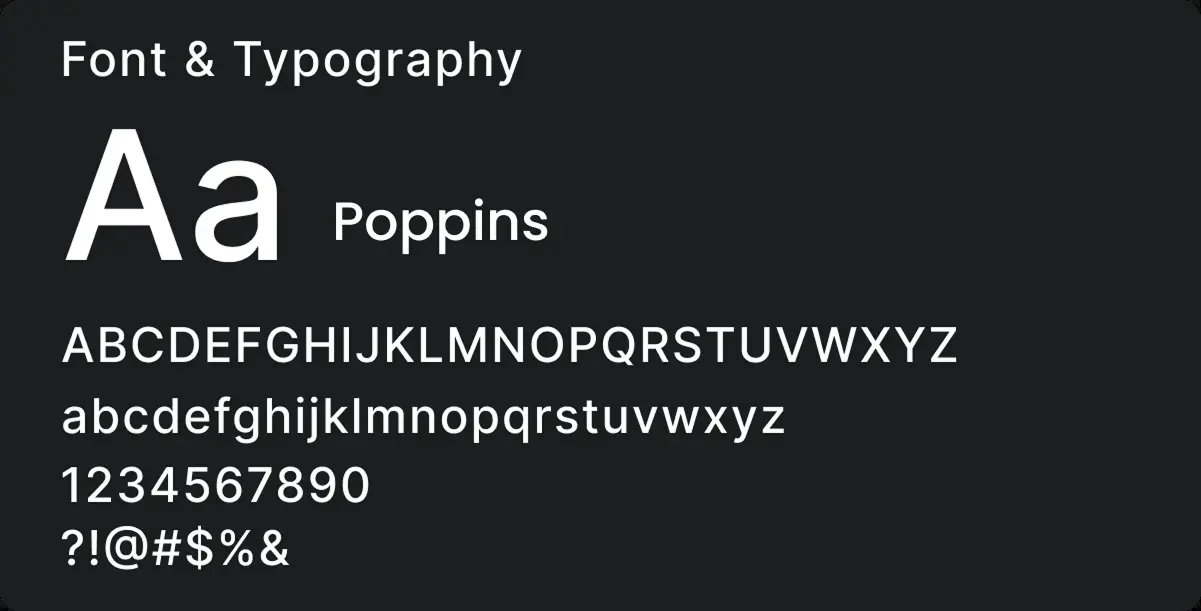 Font & Typography
Aa
Poppins
ABCDEFGHIJKLMNOPQRSTUVWXYZ
abcdefghijklmnopqrstuvwxyz
1234567890
?!@#$%&